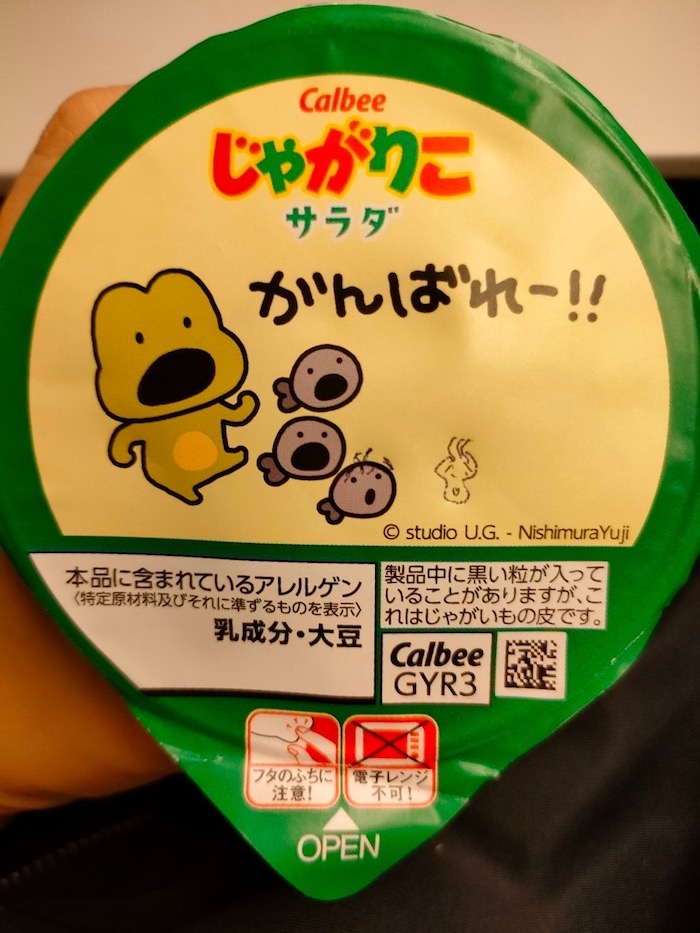 Calbee
じゃがりこ
サラダ
がんばれー!!
© studio U.G. - NishimuraYuji
本品に含まれているアレルゲン
〈特定原材料及びそれに準ずるものを表示〉
乳成分・大豆
製品中に黒い粒が入って
いることがありますが、こ
れはじゃがいもの皮です。
Calbee
GYR3
フタのふちに
注意!
電子レンジ
不可!
OPEN